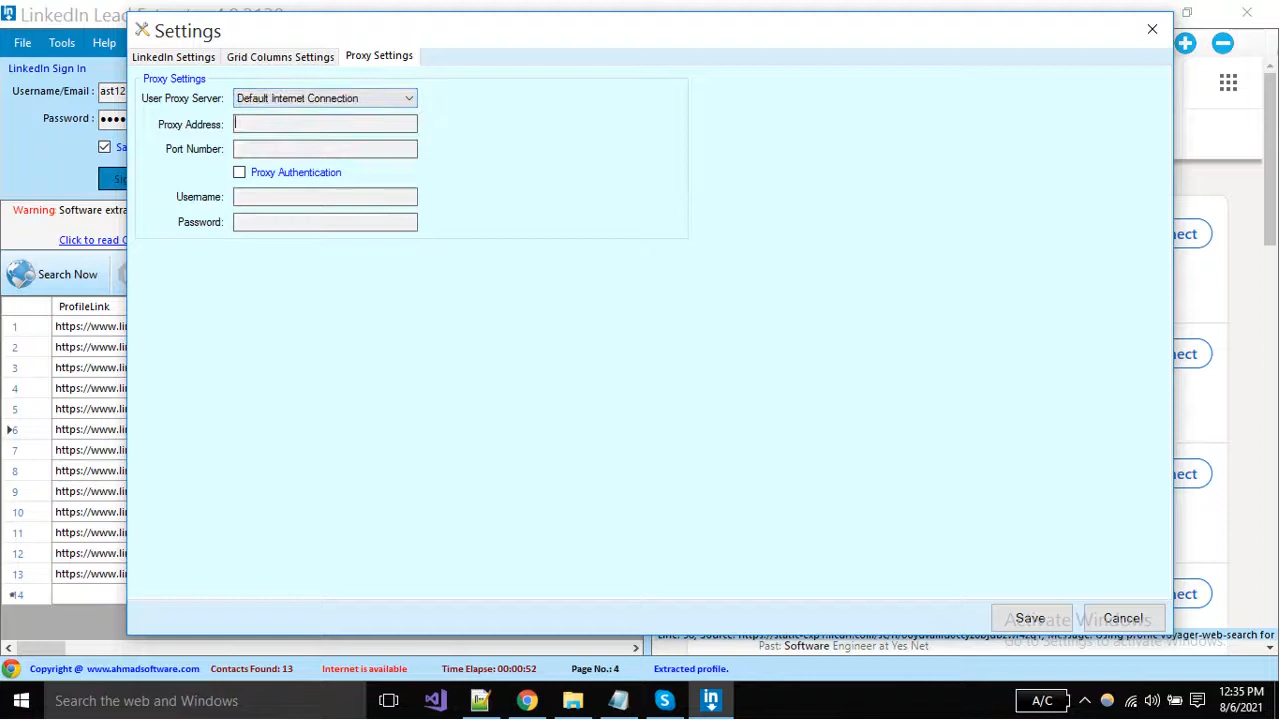 LinkedIn Lead
Settings
File Tools Help
LinkedIn Settings Grid Columns Settings Proxy Settings
LinkedIn Sign In
Proxy Settings
Username/Email: ast12
User Proxy Server: Default Internet Connection
Password :
Proxy Address:
Port Number:
Sa
Proxy Authentication
Username:
Warning: Software extra
Password:
Click to read
Search Now
ProfileLink
1 https://www.li
2 https://www.li
3 https://www.li
4 https://www.li
5 https://www.li
6 https://www.li
7 https://www.li
8 https://www.li
9 https://www.li
10 https://www.li
11 https://www.li
12 https://www.li
13 https://www.li
14
nect
nect
nect
nect
Save Cancel
Activate Windows
Go to Settings to activate Windows.
Past: Software Engineer at Yes Net
Copyright @ www.ahmadsoftware.com Contacts Found: 13 Internet is available Time Elapse: 00:00:52 Page No.: 4 Extracted profile.
Search the web and Windows
A/C
12:35 PM
8/6/2021